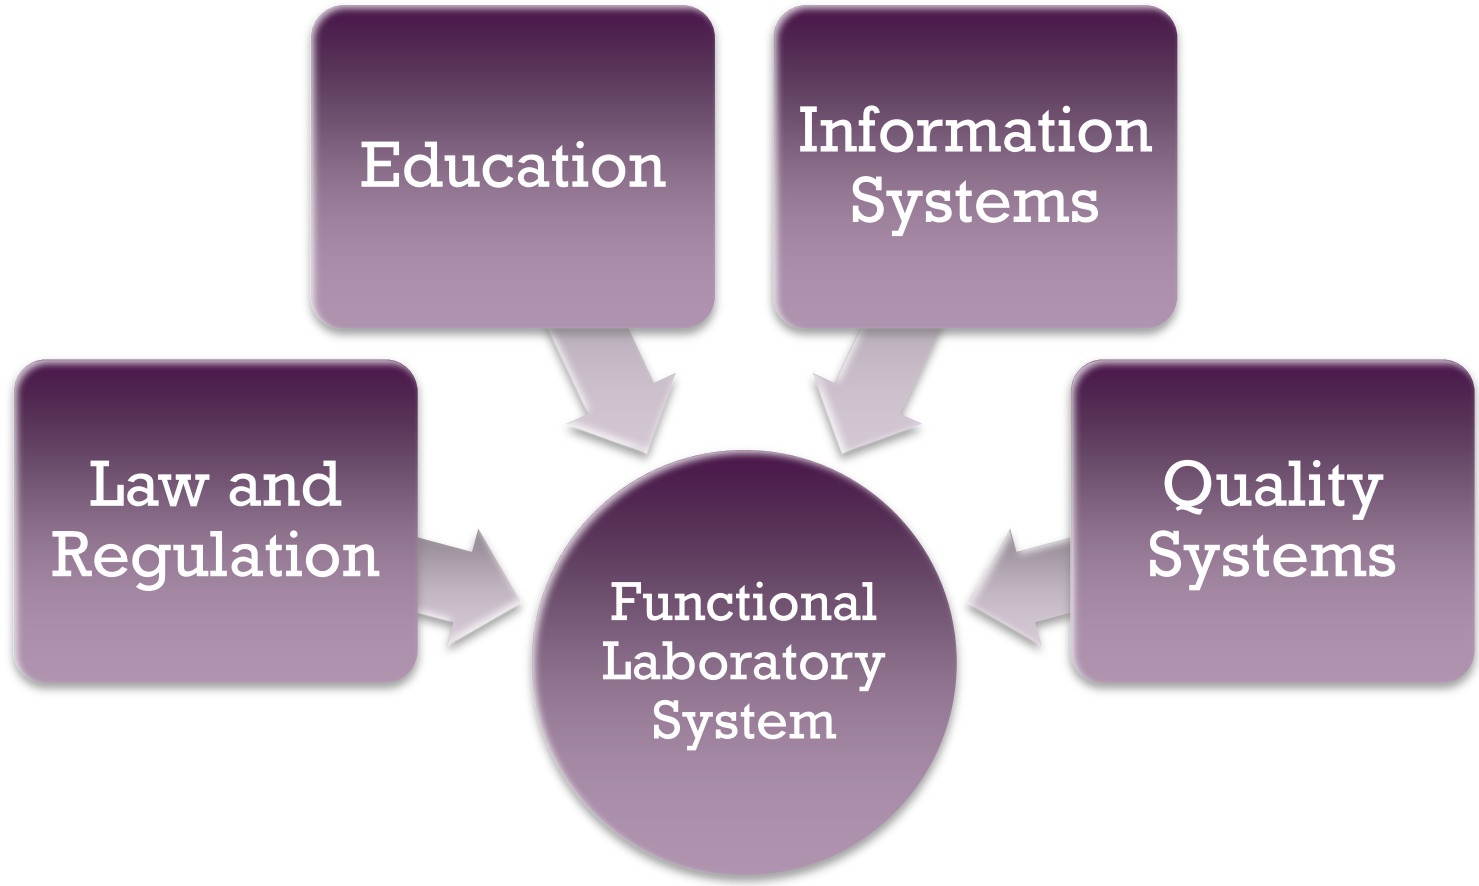 Education
Information
Systems
Law and
Regulation
Quality
Systems
Functional
Laboratory
System